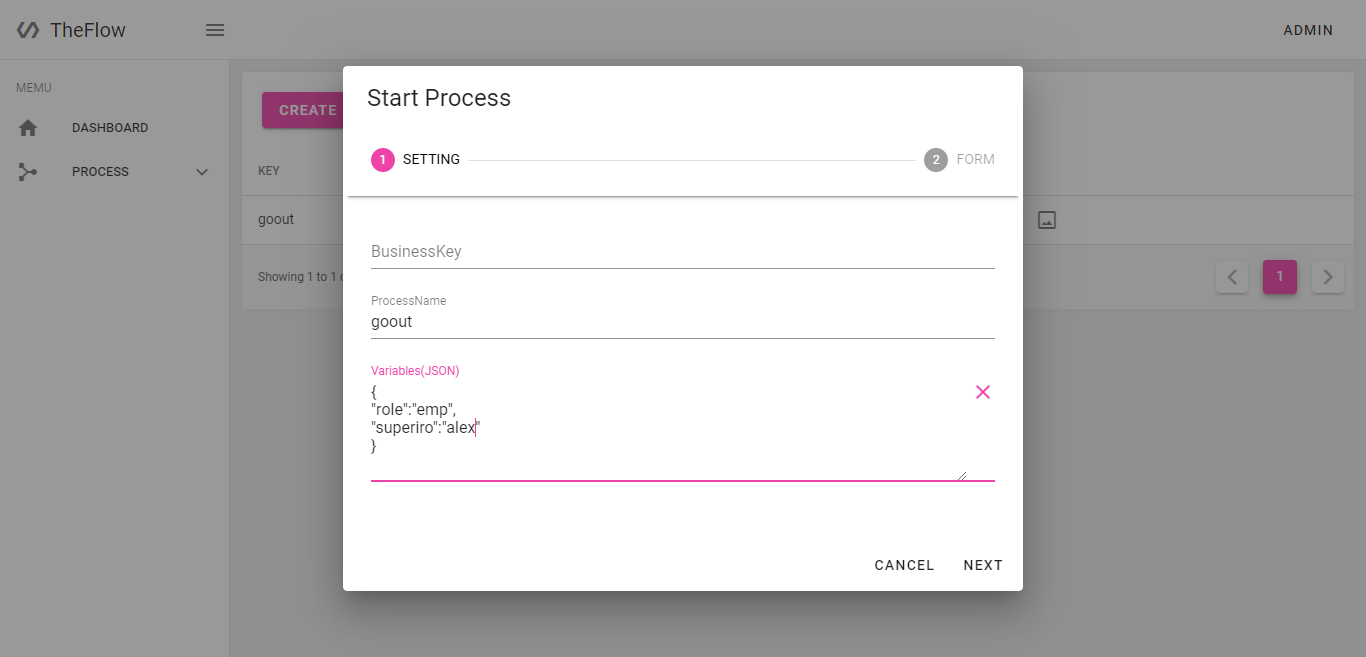 TheFlow
ADMIN
MEMU
DASHBOARD
PROCESS
CREATE
KEY
goout
Showing 1 to 1
1
Start Process
1 SETTING
2 FORM
BusinessKey
ProcessName
goout
Variables(JSON)
{
"role":"emp",
"superiro":"alex"
}
CANCEL
NEXT